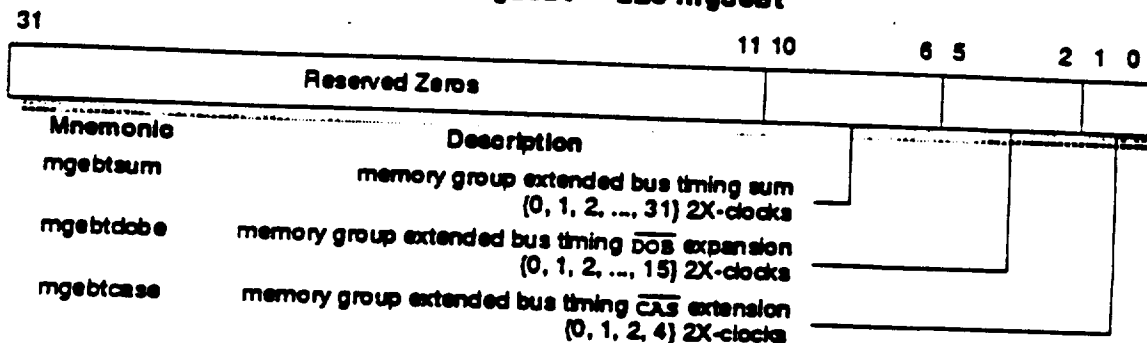 31
11 10
6 5
2 1 0
Reserved Zeros
Mnemonic Description
mgebtsum memory group extended bus timing sum
{0, 1, 2, ..., 31} 2X-clocks
mgebtdobe memory group extended bus timing DOB expansion
{0, 1, 2, ..., 15} 2X-clocks
mgebtcase memory group extended bus timing CAS extension
{0, 1, 2, 4} 2X-clocks